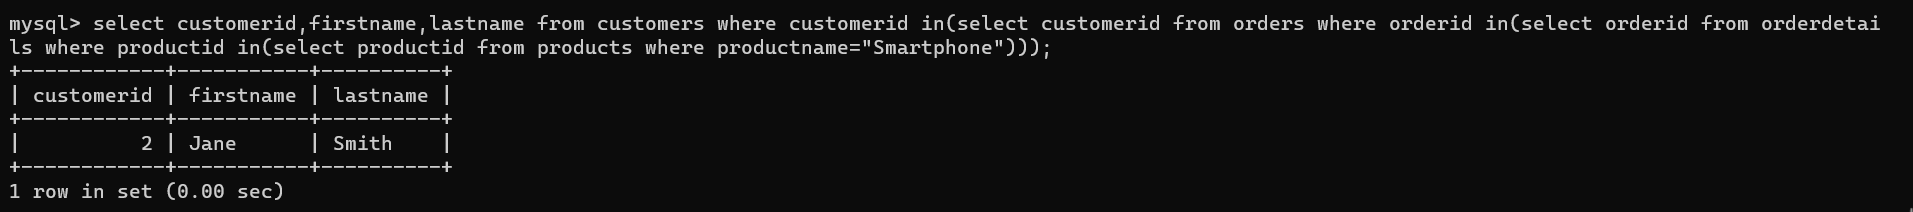 mysql> select customerid,firstname,lastname from customers where customerid in(select customerid from orders where orderid in(select orderid from orderdetai
ls where productid in(select productid from products where productname="Smartphone")));
+------------+-----------+----------+
| customerid | firstname | lastname |
+------------+-----------+----------+
|          2 | Jane      | Smith    |
+------------+-----------+----------+
1 row in set (0.00 sec)